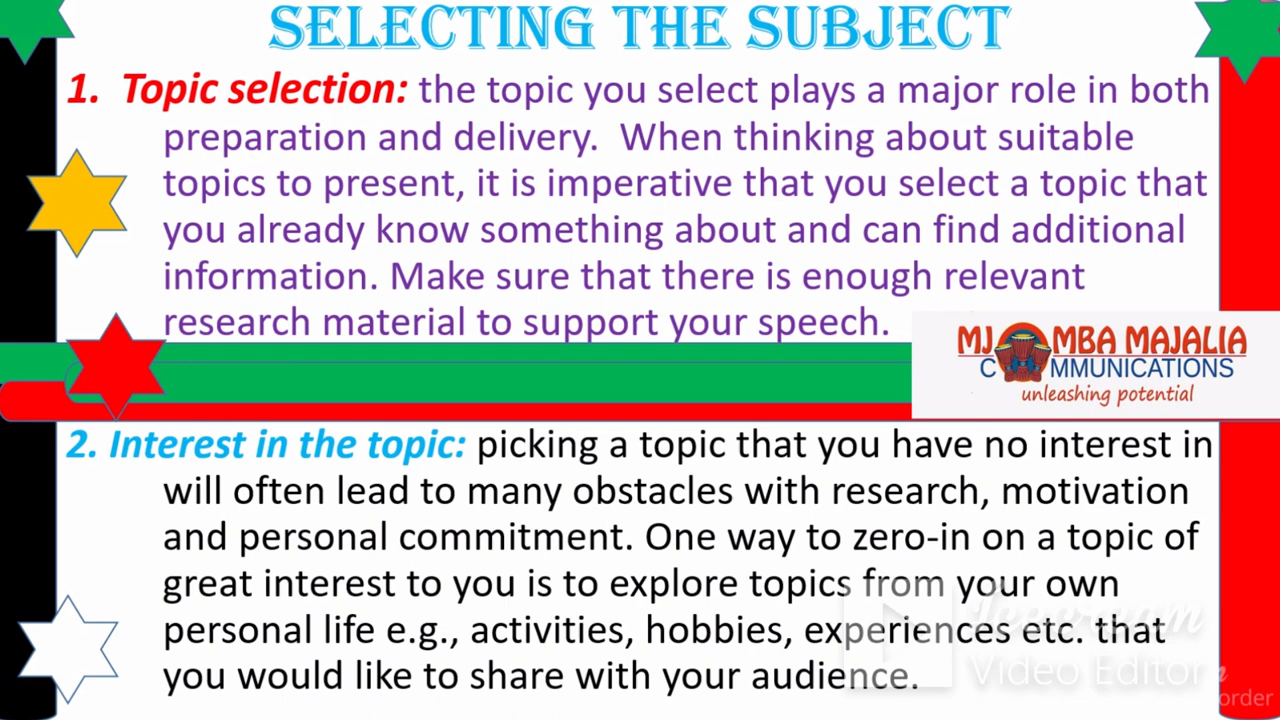 SELECTING THE SUBJECT
1. Topic selection: the topic you select plays a major role in both
preparation and delivery. When thinking about suitable
topics to present, it is imperative that you select a topic that
you already know something about and can find additional
information. Make sure that there is enough relevant
research material to support your speech.
MJOMBA MAJALIA
COMMUNICATIONS
unleashing potential
2. Interest in the topic: picking a topic that you have no interest in
will often lead to many obstacles with research, motivation
and personal commitment. One way to zero-in on a topic of
great interest to you is to explore topics from your own
personal life e.g., activities, hobbies, experiences etc. that
you would like to share with your audience.
Video Editor